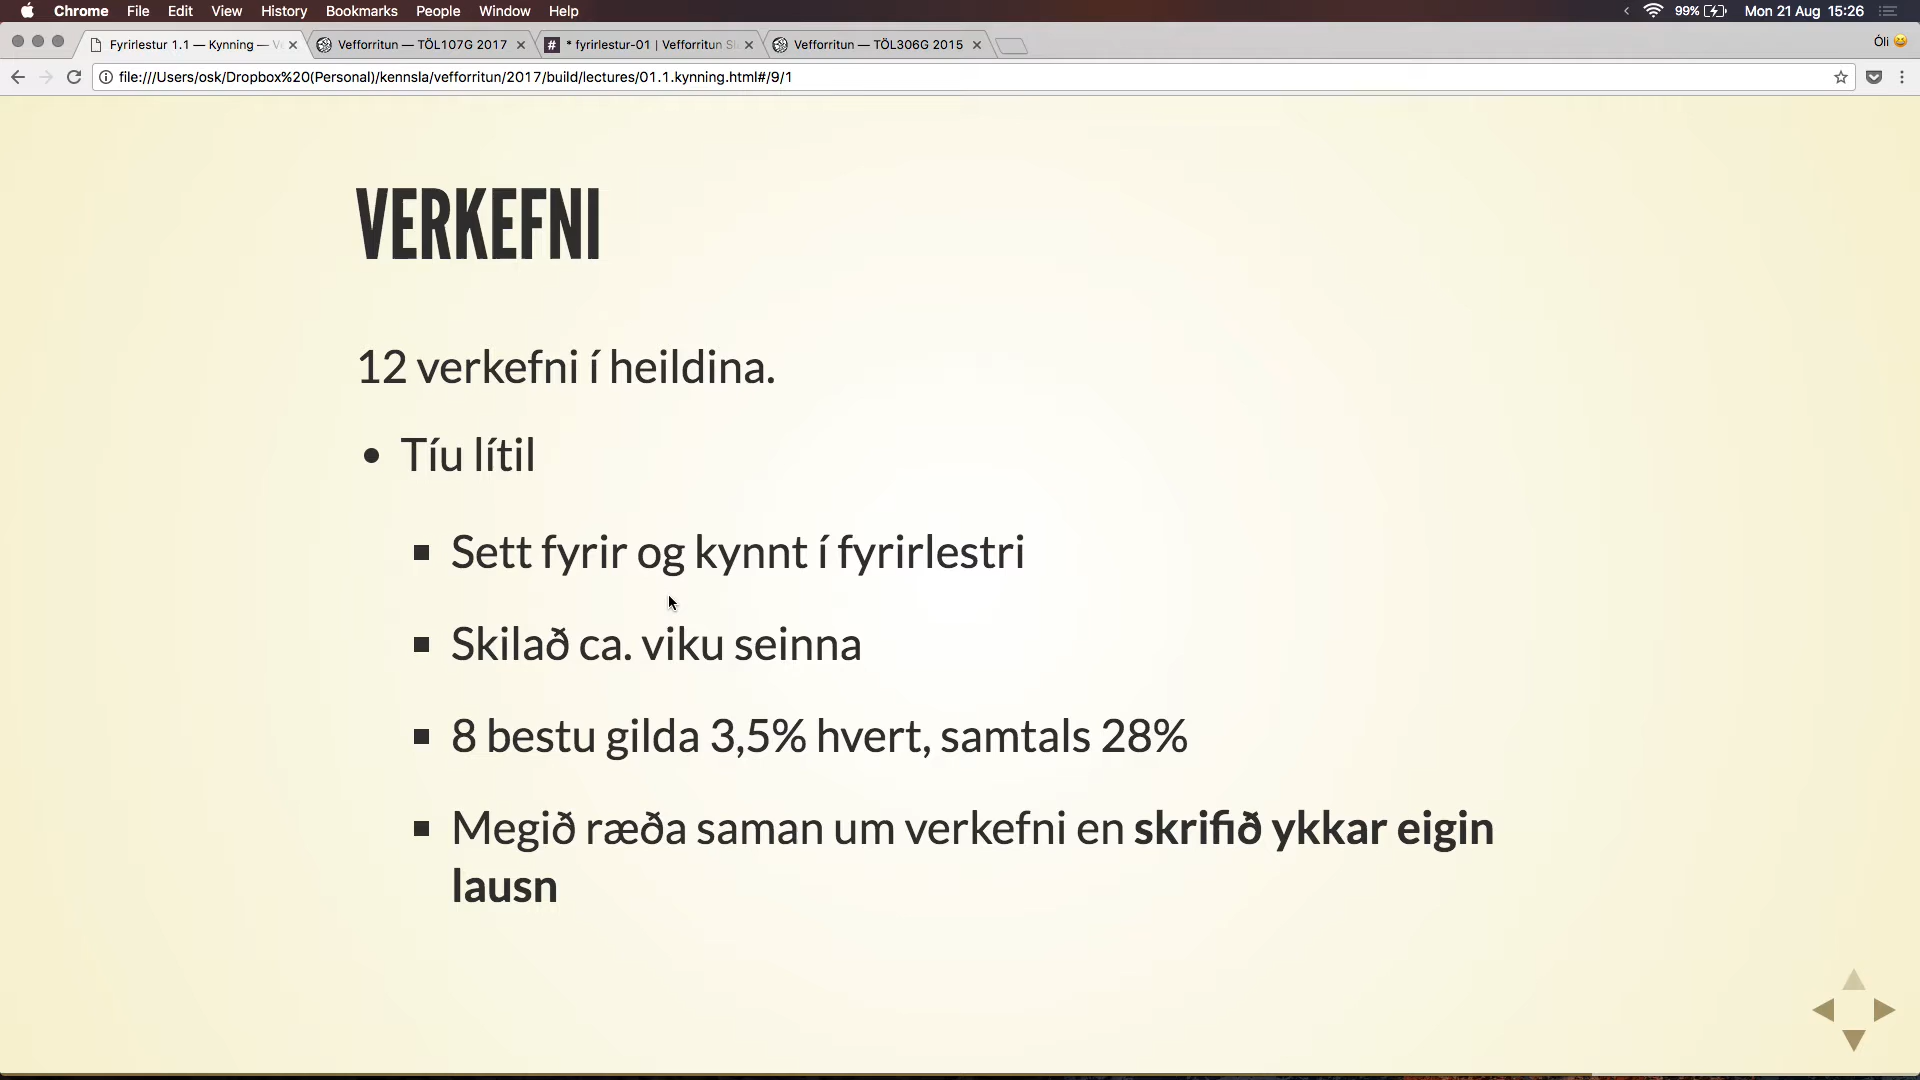 Chrome File Edit View History Bookmarks People Window Help 99% Mon 21 Aug 15:26
Fyrirlestur 1.1 — Kynning — V Vefforritun — TÖL107G 2017 * fyrirlestur-01 | Vefforritun Sl Vefforritun — TÖL306G 2015 Óli
file:///Users/osk/Dropbox%20(Personal)/kennsla/vefforritun/2017/build/lectures/01.1.kynning.html#/9/1
VERKEFNI
12 verkefni í heildina.
• Tíu lítil
▪ Sett fyrir og kynnt í fyrirlestri
▪ Skilað ca. viku seinna
▪ 8 bestu gilda 3,5% hvert, samtals 28%
▪ Megið ræða saman um verkefni en skrifið ykkar eigin
lausn